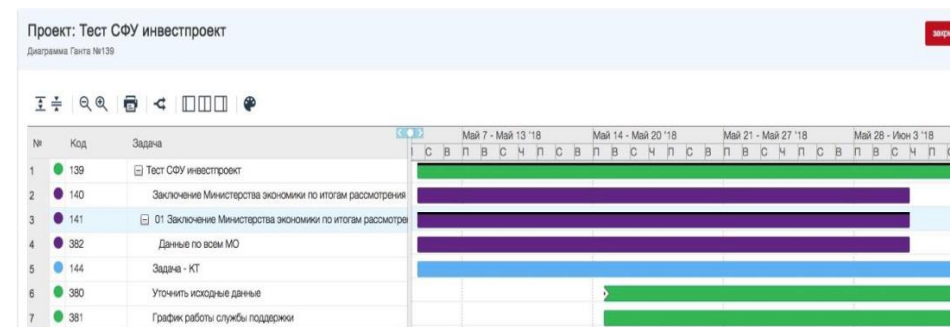 Проект: Тест СФУ инвестпроект
Диаграмма Ганта №139
закр
№ Код Задача Май 7 - Май 13 '18 Май 14 - Май 20 '18 Май 21 - Май 27 '18 Май 28 - Июн 3 '18
С В П В С Ч П С В П В С Ч П С В П В С Ч П С В П В С Ч П С
1 139 Тест СФУ инвестпроект
2 140 Заключение Министерства экономики по итогам рассмотрения
3 141 01 Заключение Министерства экономики по итогам рассмотре
4 382 Данные по всем МО
5 144 Задача - КТ
6 380 Уточнить исходные данные
7 381 График работы службы поддержки